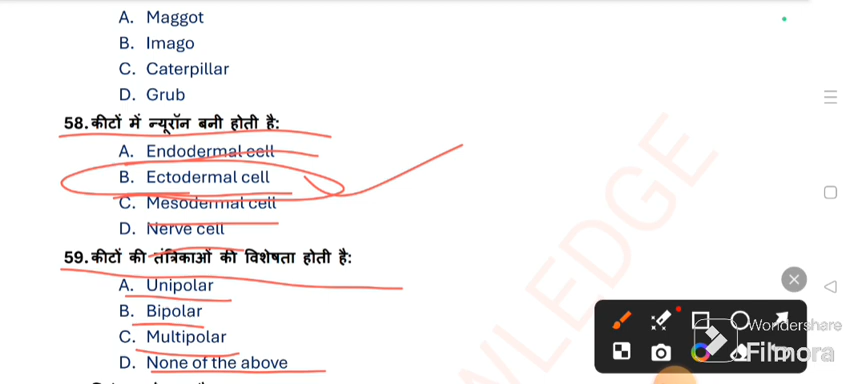 A. Maggot
B. Imago
C. Caterpillar
D. Grub
58.कीटों में न्यूरॉन बनी होती है:
A. Endodermal cell
B. Ectodermal cell
C. Mesodermal cell
D. Nerve cell
59.कीटों की तंत्रिकाओं की विशेषता होती है:
A. Unipolar
B. Bipolar
C. Multipolar
D. None of the above
WLEDGE
Wondershare
Filmora